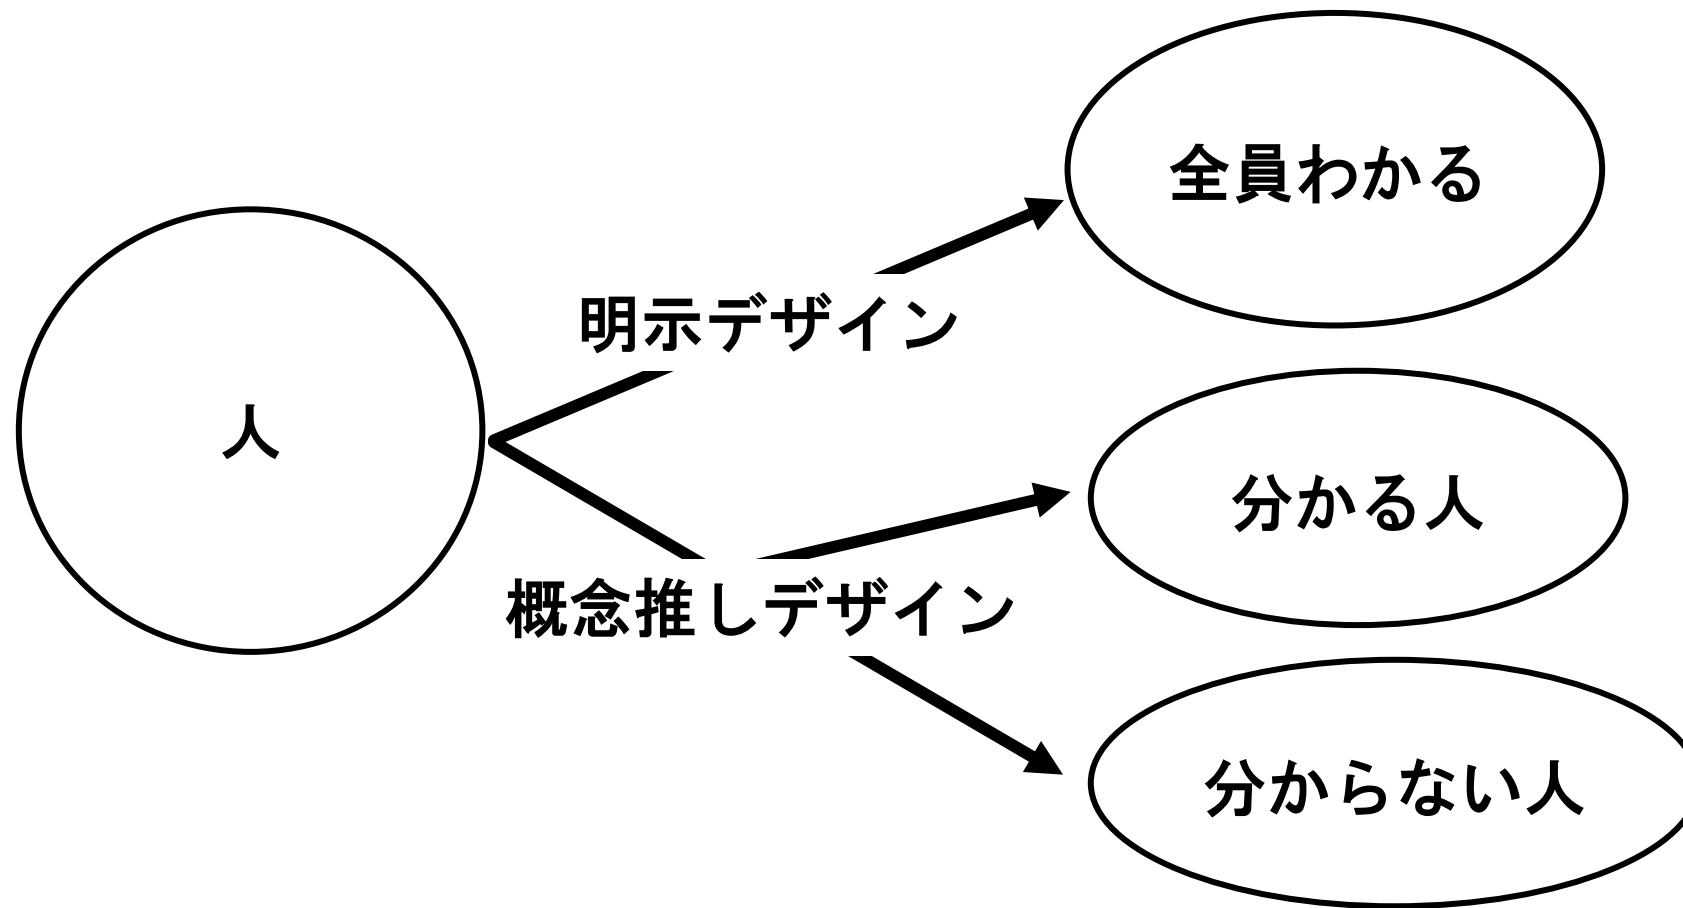 全員わかる
明示デザイン
人
分かる人
概念推しデザイン
分からない人